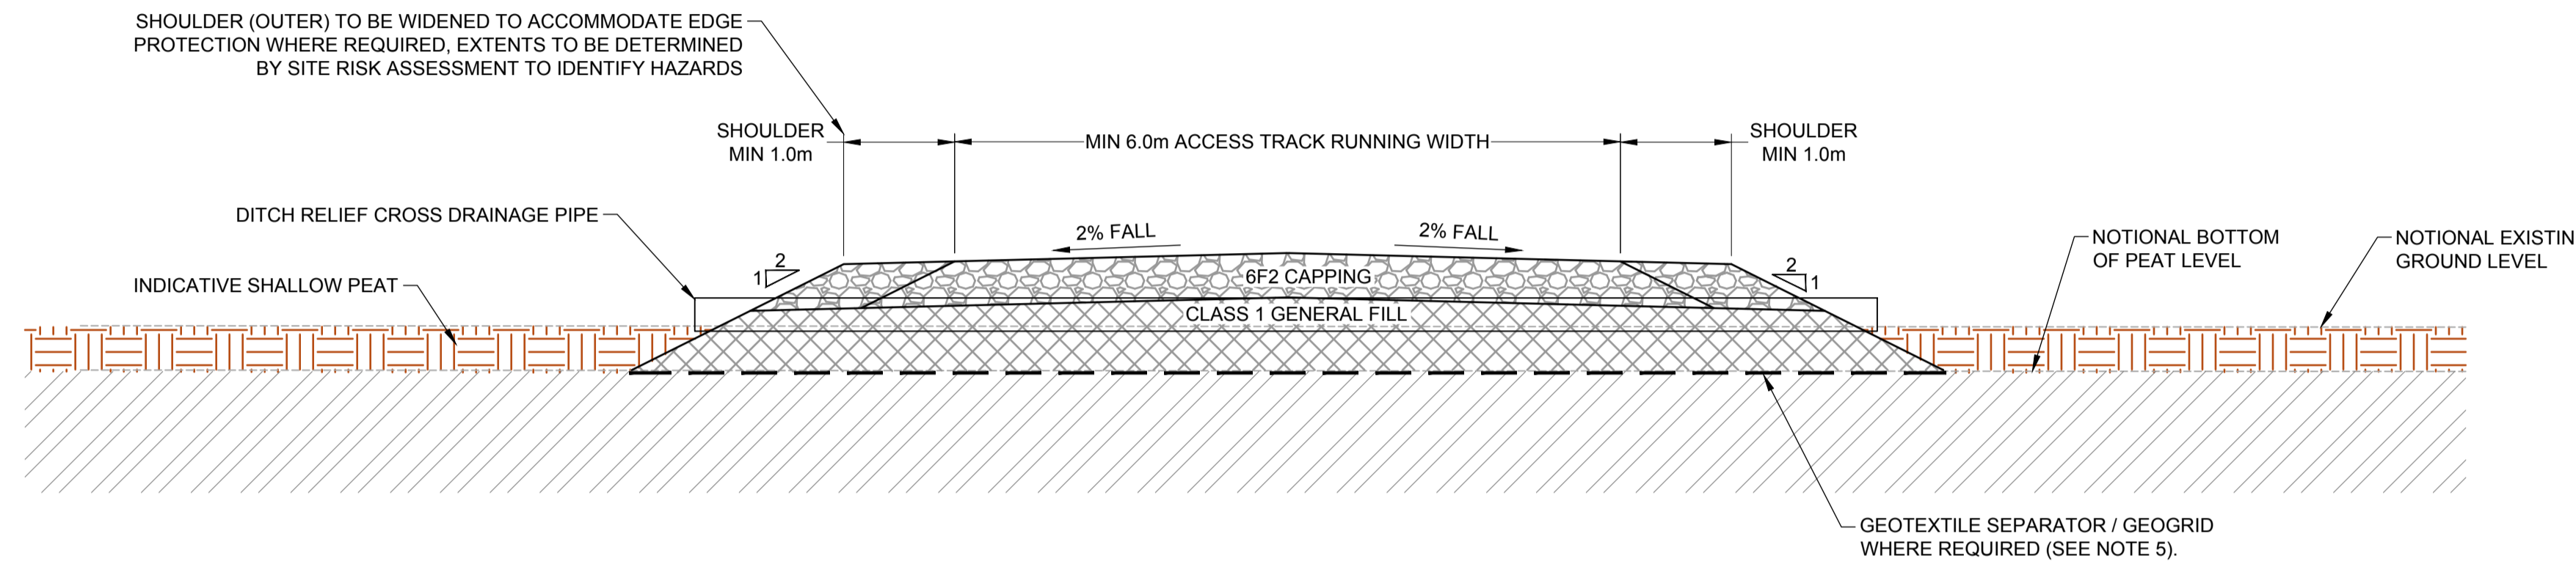 SHOULDER (OUTER) TO BE WIDENED TO ACCOMMODATE EDGE
PROTECTION WHERE REQUIRED, EXTENTS TO BE DETERMINED
BY SITE RISK ASSESSMENT TO IDENTIFY HAZARDS
SHOULDER
MIN 1.0m
MIN 6.0m ACCESS TRACK RUNNING WIDTH
SHOULDER
MIN 1.0m
DITCH RELIEF CROSS DRAINAGE PIPE
2% FALL
2% FALL
NOTIONAL BOTTOM
OF PEAT LEVEL
NOTIONAL EXISTIN
GROUND LEVEL
2
1
2
1
INDICATIVE SHALLOW PEAT
6F2 CAPPING
CLASS 1 GENERAL FILL
GEOTEXTILE SEPARATOR / GEOGRID
WHERE REQUIRED (SEE NOTE 5).